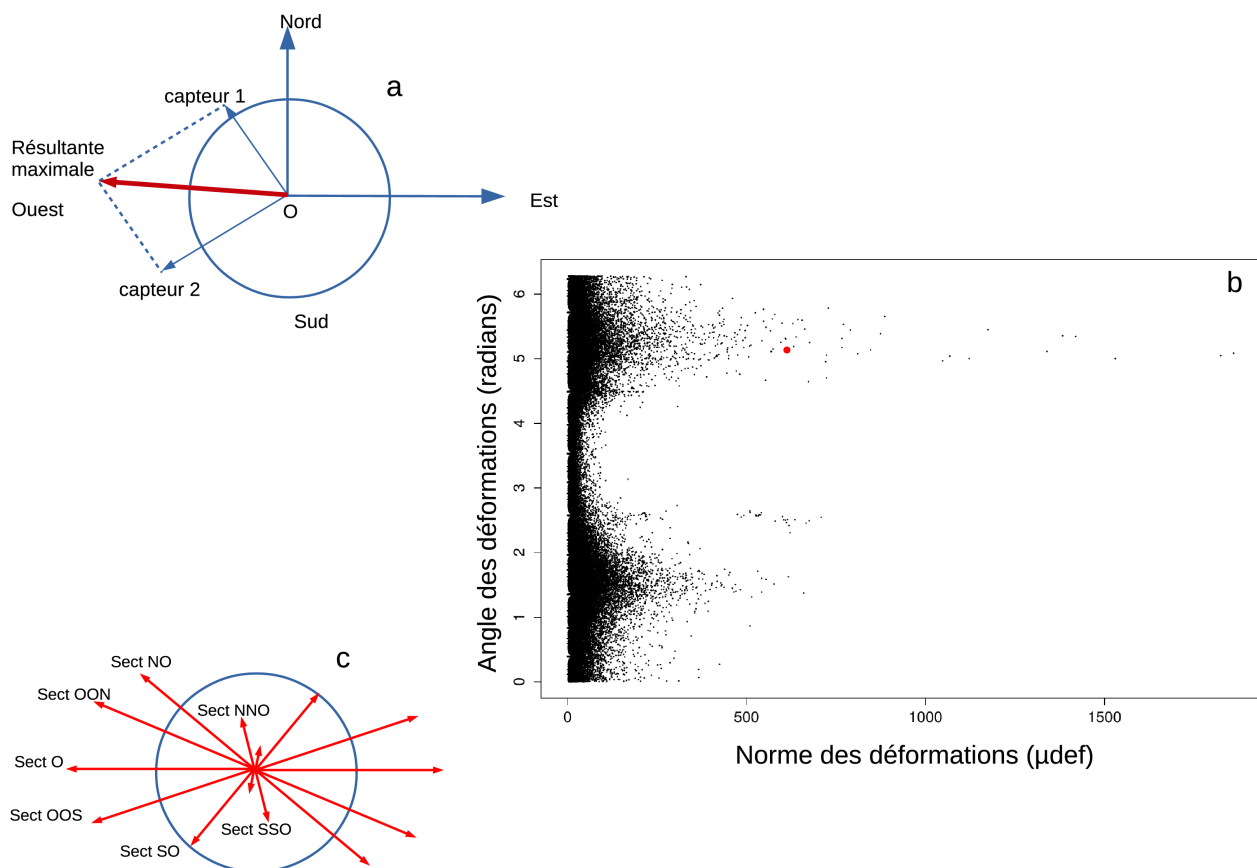 Nord
a
capteur 1
Résultante
maximale
Ouest
O
Est
capteur 2
Sud
b
Angle des déformations (radians)
6
5
4
3
2
1
0
0
500
1000
1500
Norme des déformations (µdef)
c
Sect NO
Sect OON
Sect NNO
Sect O
Sect OOS
Sect SSO
Sect SO